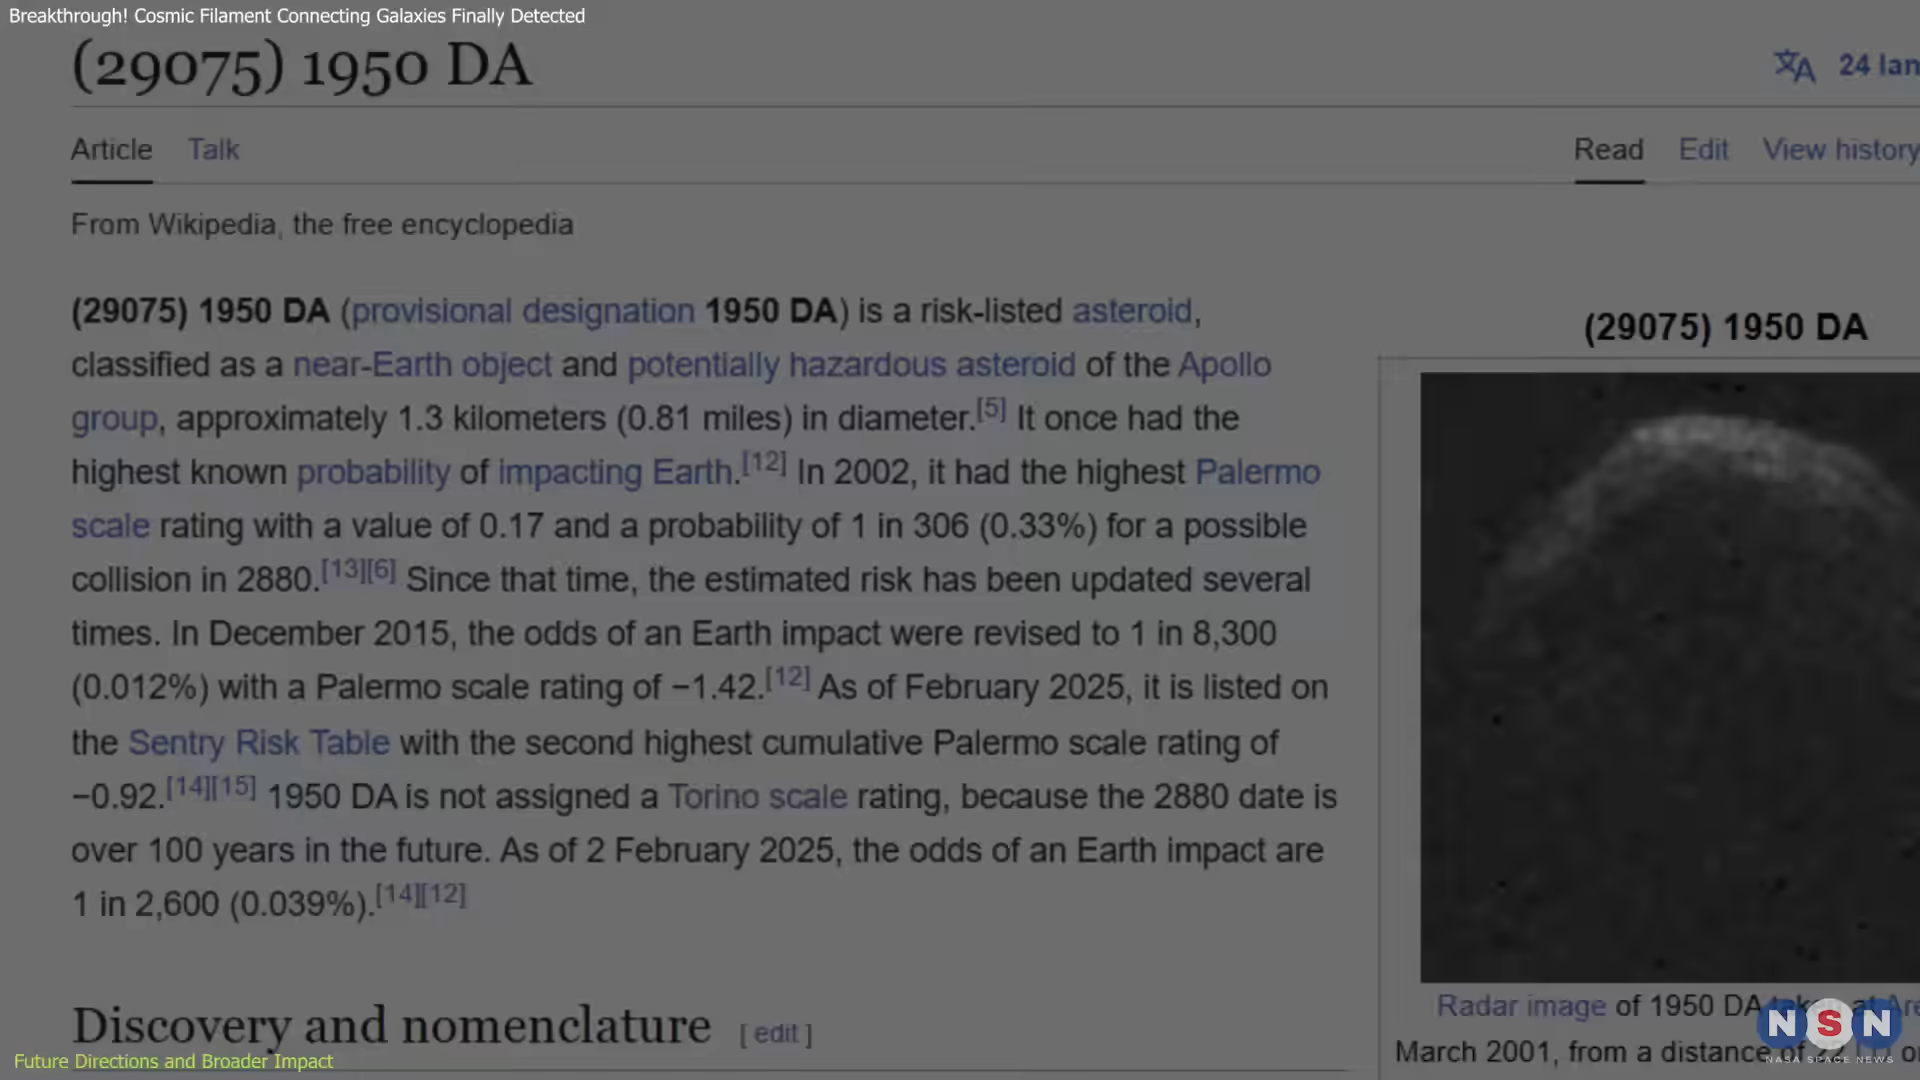 Breakthrough! Cosmic Filament Connecting Galaxies Finally Detected
(29075) 1950 DA
24 lan
Article Talk
Read Edit View history
From Wikipedia, the free encyclopedia
(29075) 1950 DA (provisional designation 1950 DA) is a risk-listed asteroid,
classified as a near-Earth object and potentially hazardous asteroid of the Apollo
group, approximately 1.3 kilometers (0.81 miles) in diameter.[5] It once had the
highest known probability of impacting Earth.[12] In 2002, it had the highest Palermo
scale rating with a value of 0.17 and a probability of 1 in 306 (0.33%) for a possible
collision in 2880.[13][6] Since that time, the estimated risk has been updated several
times. In December 2015, the odds of an Earth impact were revised to 1 in 8,300
(0.012%) with a Palermo scale rating of −1.42.[12] As of February 2025, it is listed on
the Sentry Risk Table with the second highest cumulative Palermo scale rating of
−0.92.[14][15] 1950 DA is not assigned a Torino scale rating, because the 2880 date is
over 100 years in the future. As of 2 February 2025, the odds of an Earth impact are
1 in 2,600 (0.039%).[14][12]
(29075) 1950 DA
Radar image of 1950 DA taken at Are
March 2001, from a distance of
Discovery and nomenclature [ edit ]
Future Directions and Broader Impact
NSN
NASA SPACE NEWS